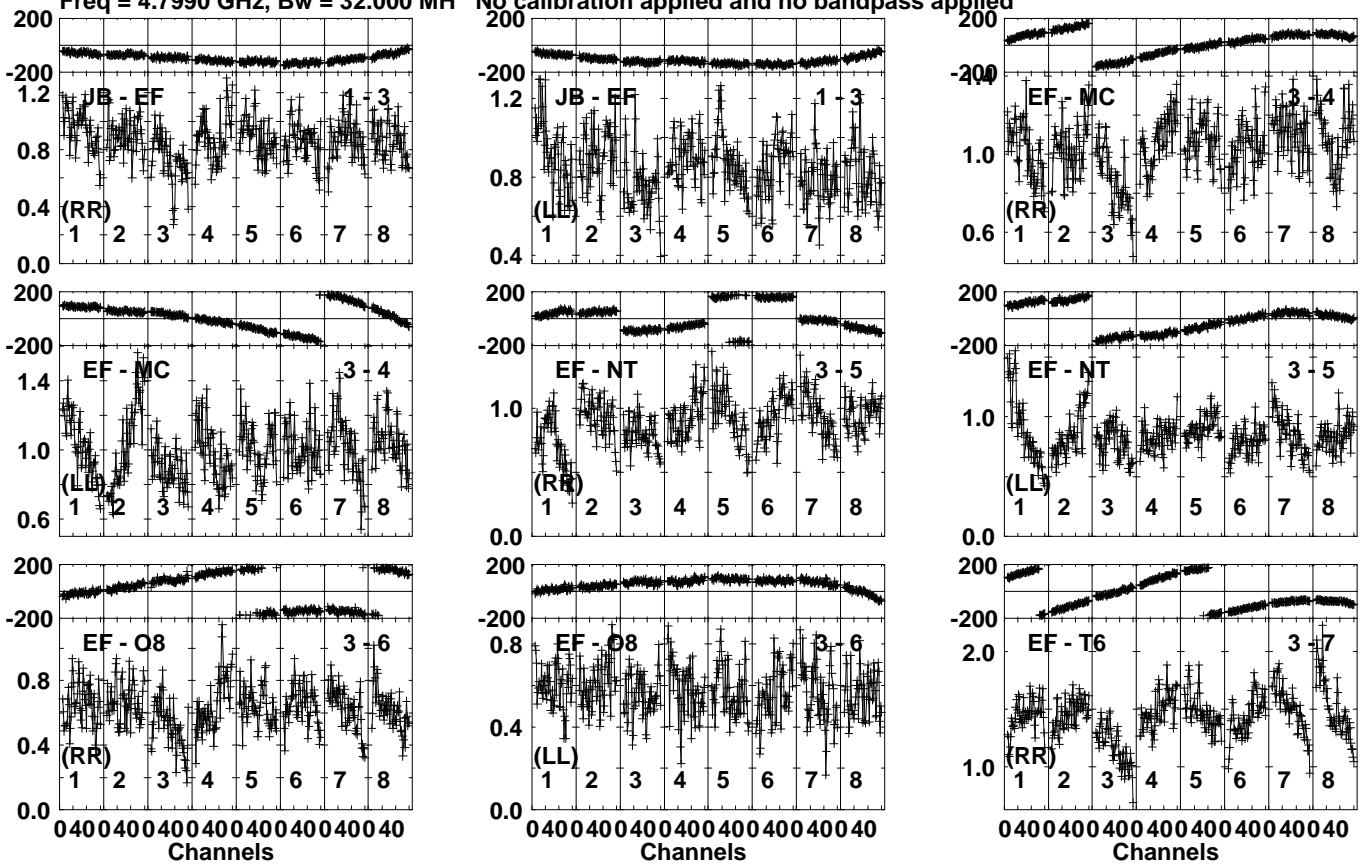 Freq = 4.7990 GHz, Bw = 32.000 MH No calibration applied and no bandpass applied
200
-200
1.2
0.8
0.4
0.0
JB - EF 1 - 3
(RR)
1 2 3 4 5 6 7 8
200
-200
1.2
0.8
0.4
JB - EF 1 - 3
(LL)
1 2 3 4 5 6 7 8
200
-200
1.4
1.0
0.6
EF - MC 3 - 4
(RR)
1 2 3 4 5 6 7 8
200
-200
1.4
1.0
0.6
EF - MC 3 - 4
(LL)
1 2 3 4 5 6 7 8
200
-200
1.0
0.0
EF - NT 3 - 5
(RR)
1 2 3 4 5 6 7 8
200
-200
1.0
0.0
EF - NT 3 - 5
(LL)
1 2 3 4 5 6 7 8
200
-200
0.8
0.4
0.0
EF - O8 3 - 6
(RR)
1 2 3 4 5 6 7 8
0 40 0 40 0 40 0 40 0 40 0 40 0 40 0 40
Channels
200
-200
0.8
0.4
0.0
EF - O8 3 - 6
(LL)
1 2 3 4 5 6 7 8
0 40 0 40 0 40 0 40 0 40 0 40 0 40 0 40
Channels
200
-200
2.0
1.0
EF - T6 3 - 7
(RR)
1 2 3 4 5 6 7 8
0 40 0 40 0 40 0 40 0 40 0 40 0 40 0 40
Channels